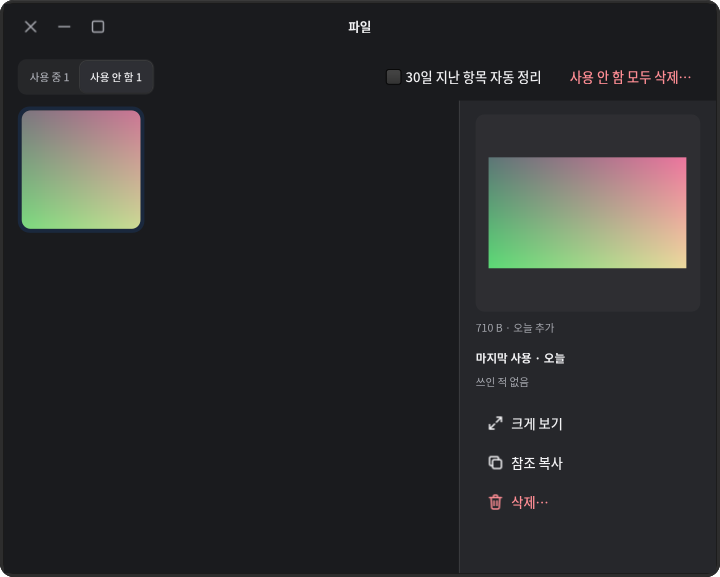 파일
사용 중 1 사용 안 함 1
30일 지난 항목 자동 정리 사용 안 함 모두 삭제…
710 B · 오늘 추가
마지막 사용 · 오늘
쓰인 적 없음
크게 보기
참조 복사
삭제…